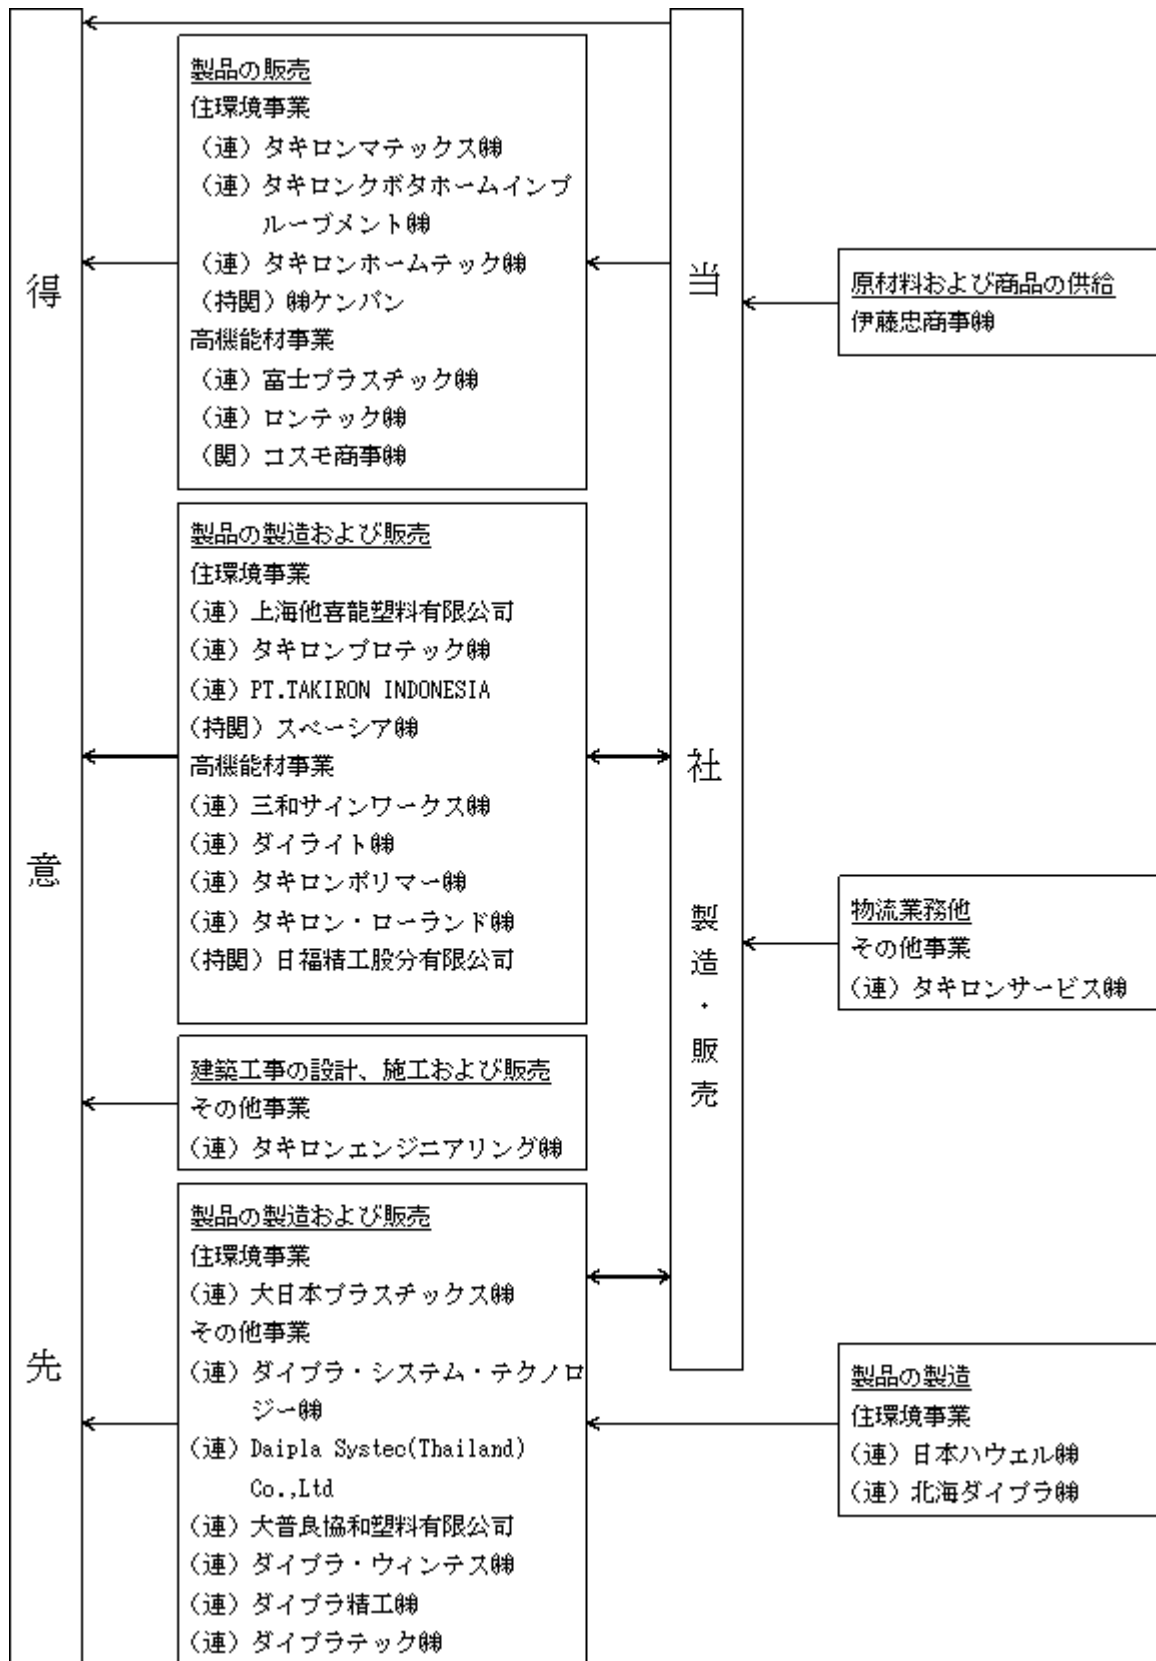 得
意
先
製品の販売
住環境事業
（連）タキロンマテックス㈱
（連）タキロンクボタホームインプ
ルーブメント㈱
（連）タキロンホームテック㈱
（持関）㈱ケンバン
高機能材事業
（連）富士プラスチック㈱
（連）ロンテック㈱
（関）コスモ商事㈱
製品の製造および販売
住環境事業
（連）上海他喜龍塑料有限公司
（連）タキロンプロテック㈱
（連）PT.TAKIRON INDONESIA
（持関）スペーシア㈱
高機能材事業
（連）三和サインワークス㈱
（連）ダイライト㈱
（連）タキロンポリマー㈱
（連）タキロン・ローランド㈱
（持関）日福精工股分有限公司
建築工事の設計、施工および販売
その他事業
（連）タキロンエンジニアリング㈱
製品の製造および販売
住環境事業
（連）大日本プラスチックス㈱
その他事業
（連）ダイプラ・システム・テクノロ
ジー㈱
（連）Daipla Systec(Thailand)
Co.,Ltd
（連）大普良協和塑料有限公司
（連）ダイプラ・ウィンテス㈱
（連）ダイプラ精工㈱
（連）ダイプラテック㈱
当
社
製
造
・
販
売
原材料および商品の供給
伊藤忠商事㈱
物流業務他
その他事業
（連）タキロンサービス㈱
製品の製造
住環境事業
（連）日本ハウェル㈱
（連）北海ダイプラ㈱